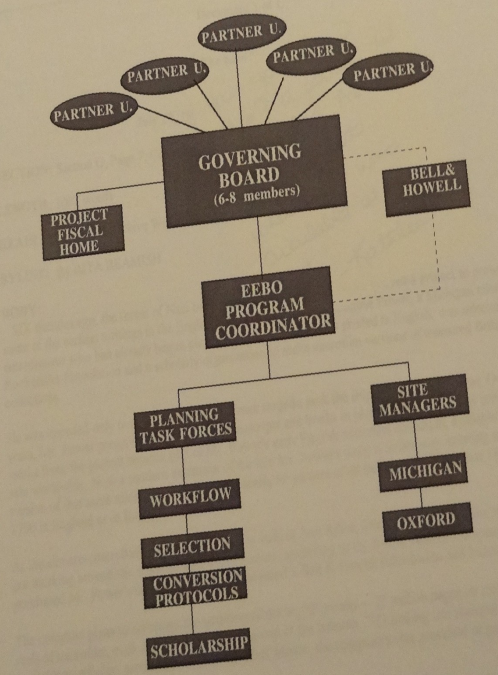 PARTNER U.
PARTNER U.
PARTNER U.
PARTNER U.
PARTNER U.
GOVERNING
BOARD
(6-8 members)
BELL&
HOWELL
PROJECT
FISCAL
HOME
EEBO
PROGRAM
COORDINATOR
PLANNING
TASK FORCES
WORKFLOW
SELECTION
CONVERSION
PROTOCOLS
SCHOLARSHIP
SITE
MANAGERS
MICHIGAN
OXFORD